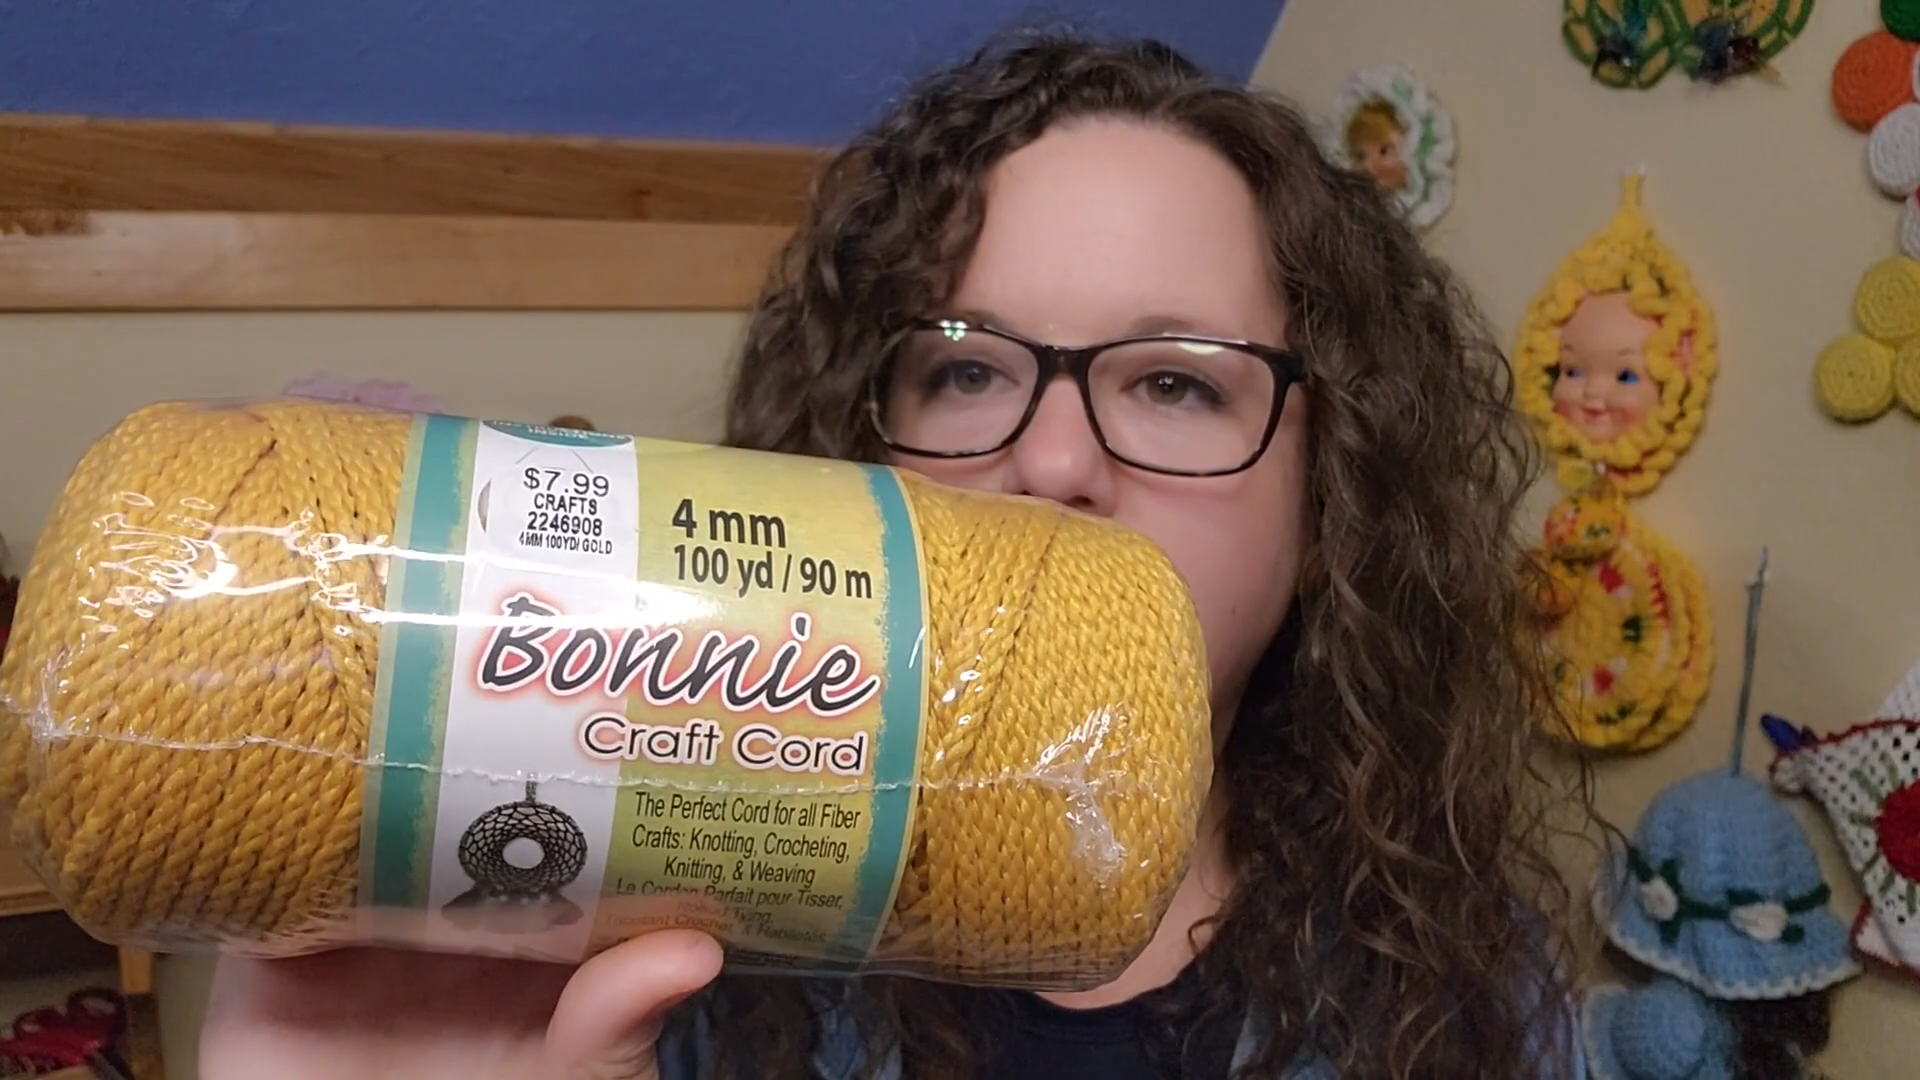 INSIDE
$7.99
CRAFTS
2246908
4MM 100YD/ GOLD
4 mm
100 yd / 90 m
Bonnie
Craft Cord
The Perfect Cord for all Fiber
Crafts: Knotting, Crocheting,
Knitting, & Weaving
Le Cordon Parfait pour Tisser,